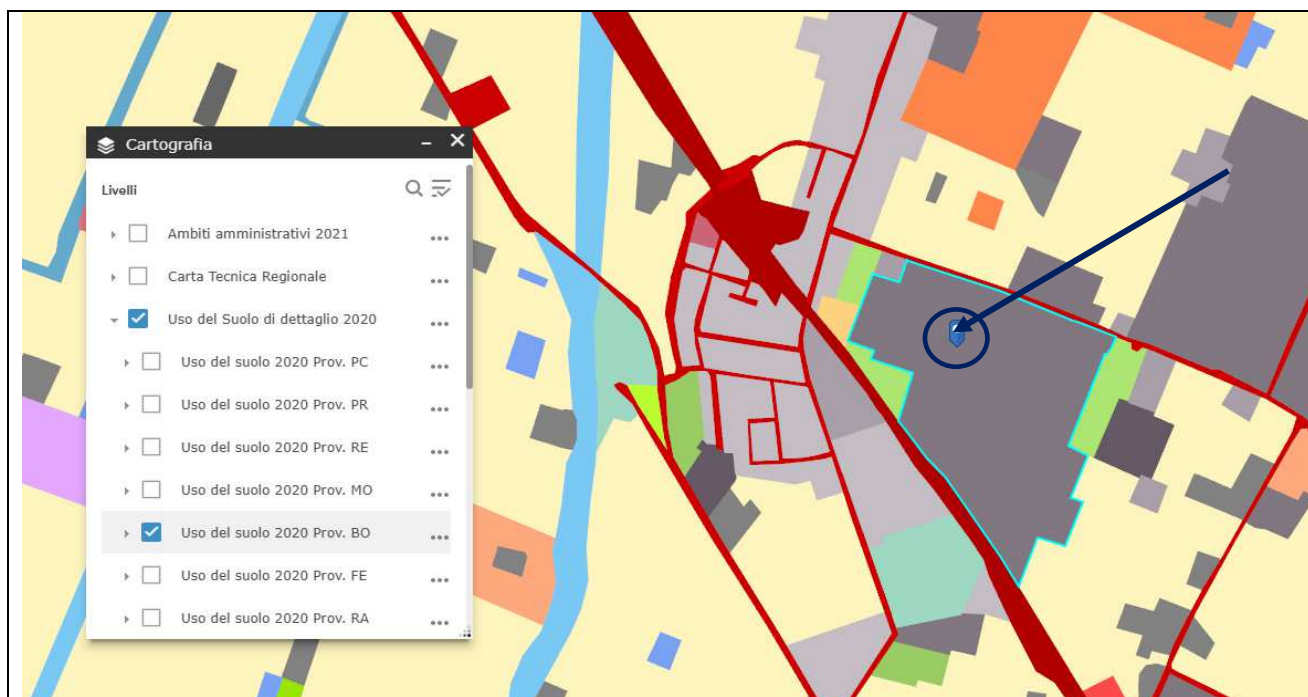 Cartografia
Livelli
Ambiti amministrativi 2021
Carta Tecnica Regionale
Uso del Suolo di dettaglio 2020
Uso del suolo 2020 Prov. PC
Uso del suolo 2020 Prov. PR
Uso del suolo 2020 Prov. RE
Uso del suolo 2020 Prov. MO
Uso del suolo 2020 Prov. BO
Uso del suolo 2020 Prov. FE
Uso del suolo 2020 Prov. RA